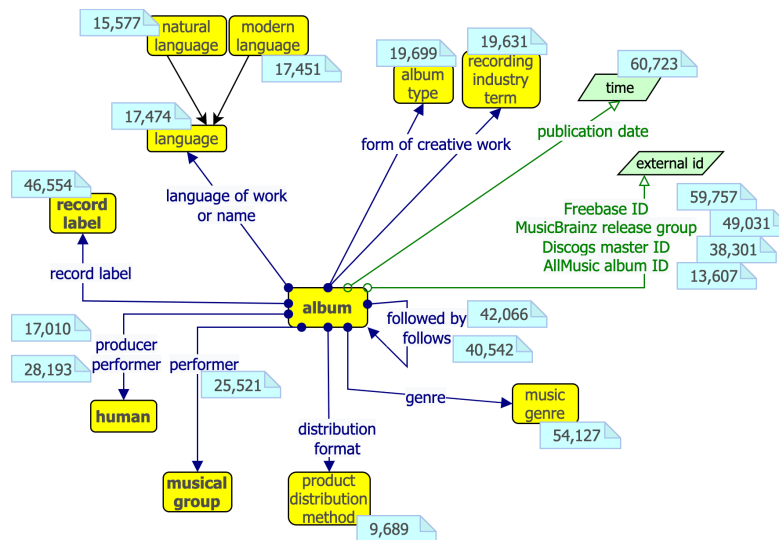 15,577
natural
language
modern
language
17,451
19,699
album
type
19,631
recording
industry
term
60,723
time
17,474
language
publication date
form of creative work
external id
46,554
record
label
language of work
or name
Freebase ID
59,757
MusicBrainz release group
49,031
Discogs master ID
38,301
AllMusic album ID
13,607
record label
album
17,010
producer
performer
28,193
performer
25,521
followed by
follows
42,066
40,542
human
genre
music
genre
54,127
distribution
format
musical
group
product
distribution
method
9,689